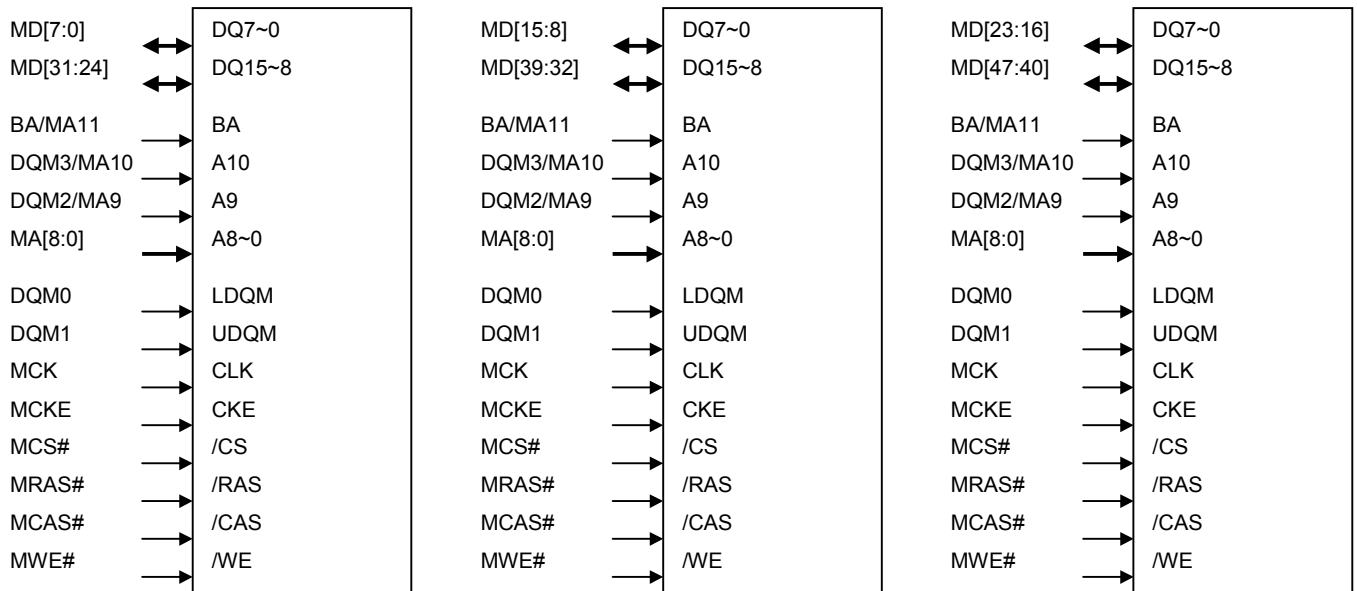 MD[7:0] DQ7~0 MD[15:8] DQ7~0 MD[23:16] DQ7~0
MD[31:24] DQ15~8 MD[39:32] DQ15~8 MD[47:40] DQ15~8
BA/MA11 BA BA/MA11 BA BA/MA11 BA
DQM3/MA10 A10 DQM3/MA10 A10 DQM3/MA10 A10
DQM2/MA9 A9 DQM2/MA9 A9 DQM2/MA9 A9
MA[8:0] A8~0 MA[8:0] A8~0 MA[8:0] A8~0
DQM0 LDQM DQM0 LDQM DQM0 LDQM
DQM1 UDQM DQM1 UDQM DQM1 UDQM
MCK CLK MCK CLK MCK CLK
MCKE CKE MCKE CKE MCKE CKE
MCS# /CS MCS# /CS MCS# /CS
MRAS# /RAS MRAS# /RAS MRAS# /RAS
MCAS# /CAS MCAS# /CAS MCAS# /CAS
MWE# /WE MWE# /WE MWE# /WE